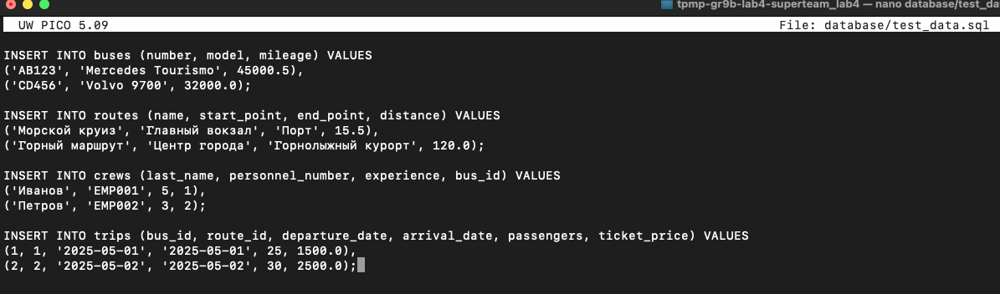 tpmp-gr9b-lab4-superteam_lab4 — nano database/test_da
UW PICO 5.09 File: database/test_data.sql
INSERT INTO buses (number, model, mileage) VALUES
('AB123', 'Mercedes Tourismo', 45000.5),
('CD456', 'Volvo 9700', 32000.0);
INSERT INTO routes (name, start_point, end_point, distance) VALUES
('Морской круиз', 'Главный вокзал', 'Порт', 15.5),
('Горный маршрут', 'Центр города', 'Горнолыжный курорт', 120.0);
INSERT INTO crews (last_name, personnel_number, experience, bus_id) VALUES
('Иванов', 'EMP001', 5, 1),
('Петров', 'EMP002', 3, 2);
INSERT INTO trips (bus_id, route_id, departure_date, arrival_date, passengers, ticket_price) VALUES
(1, 1, '2025-05-01', '2025-05-01', 25, 1500.0),
(2, 2, '2025-05-02', '2025-05-02', 30, 2500.0);